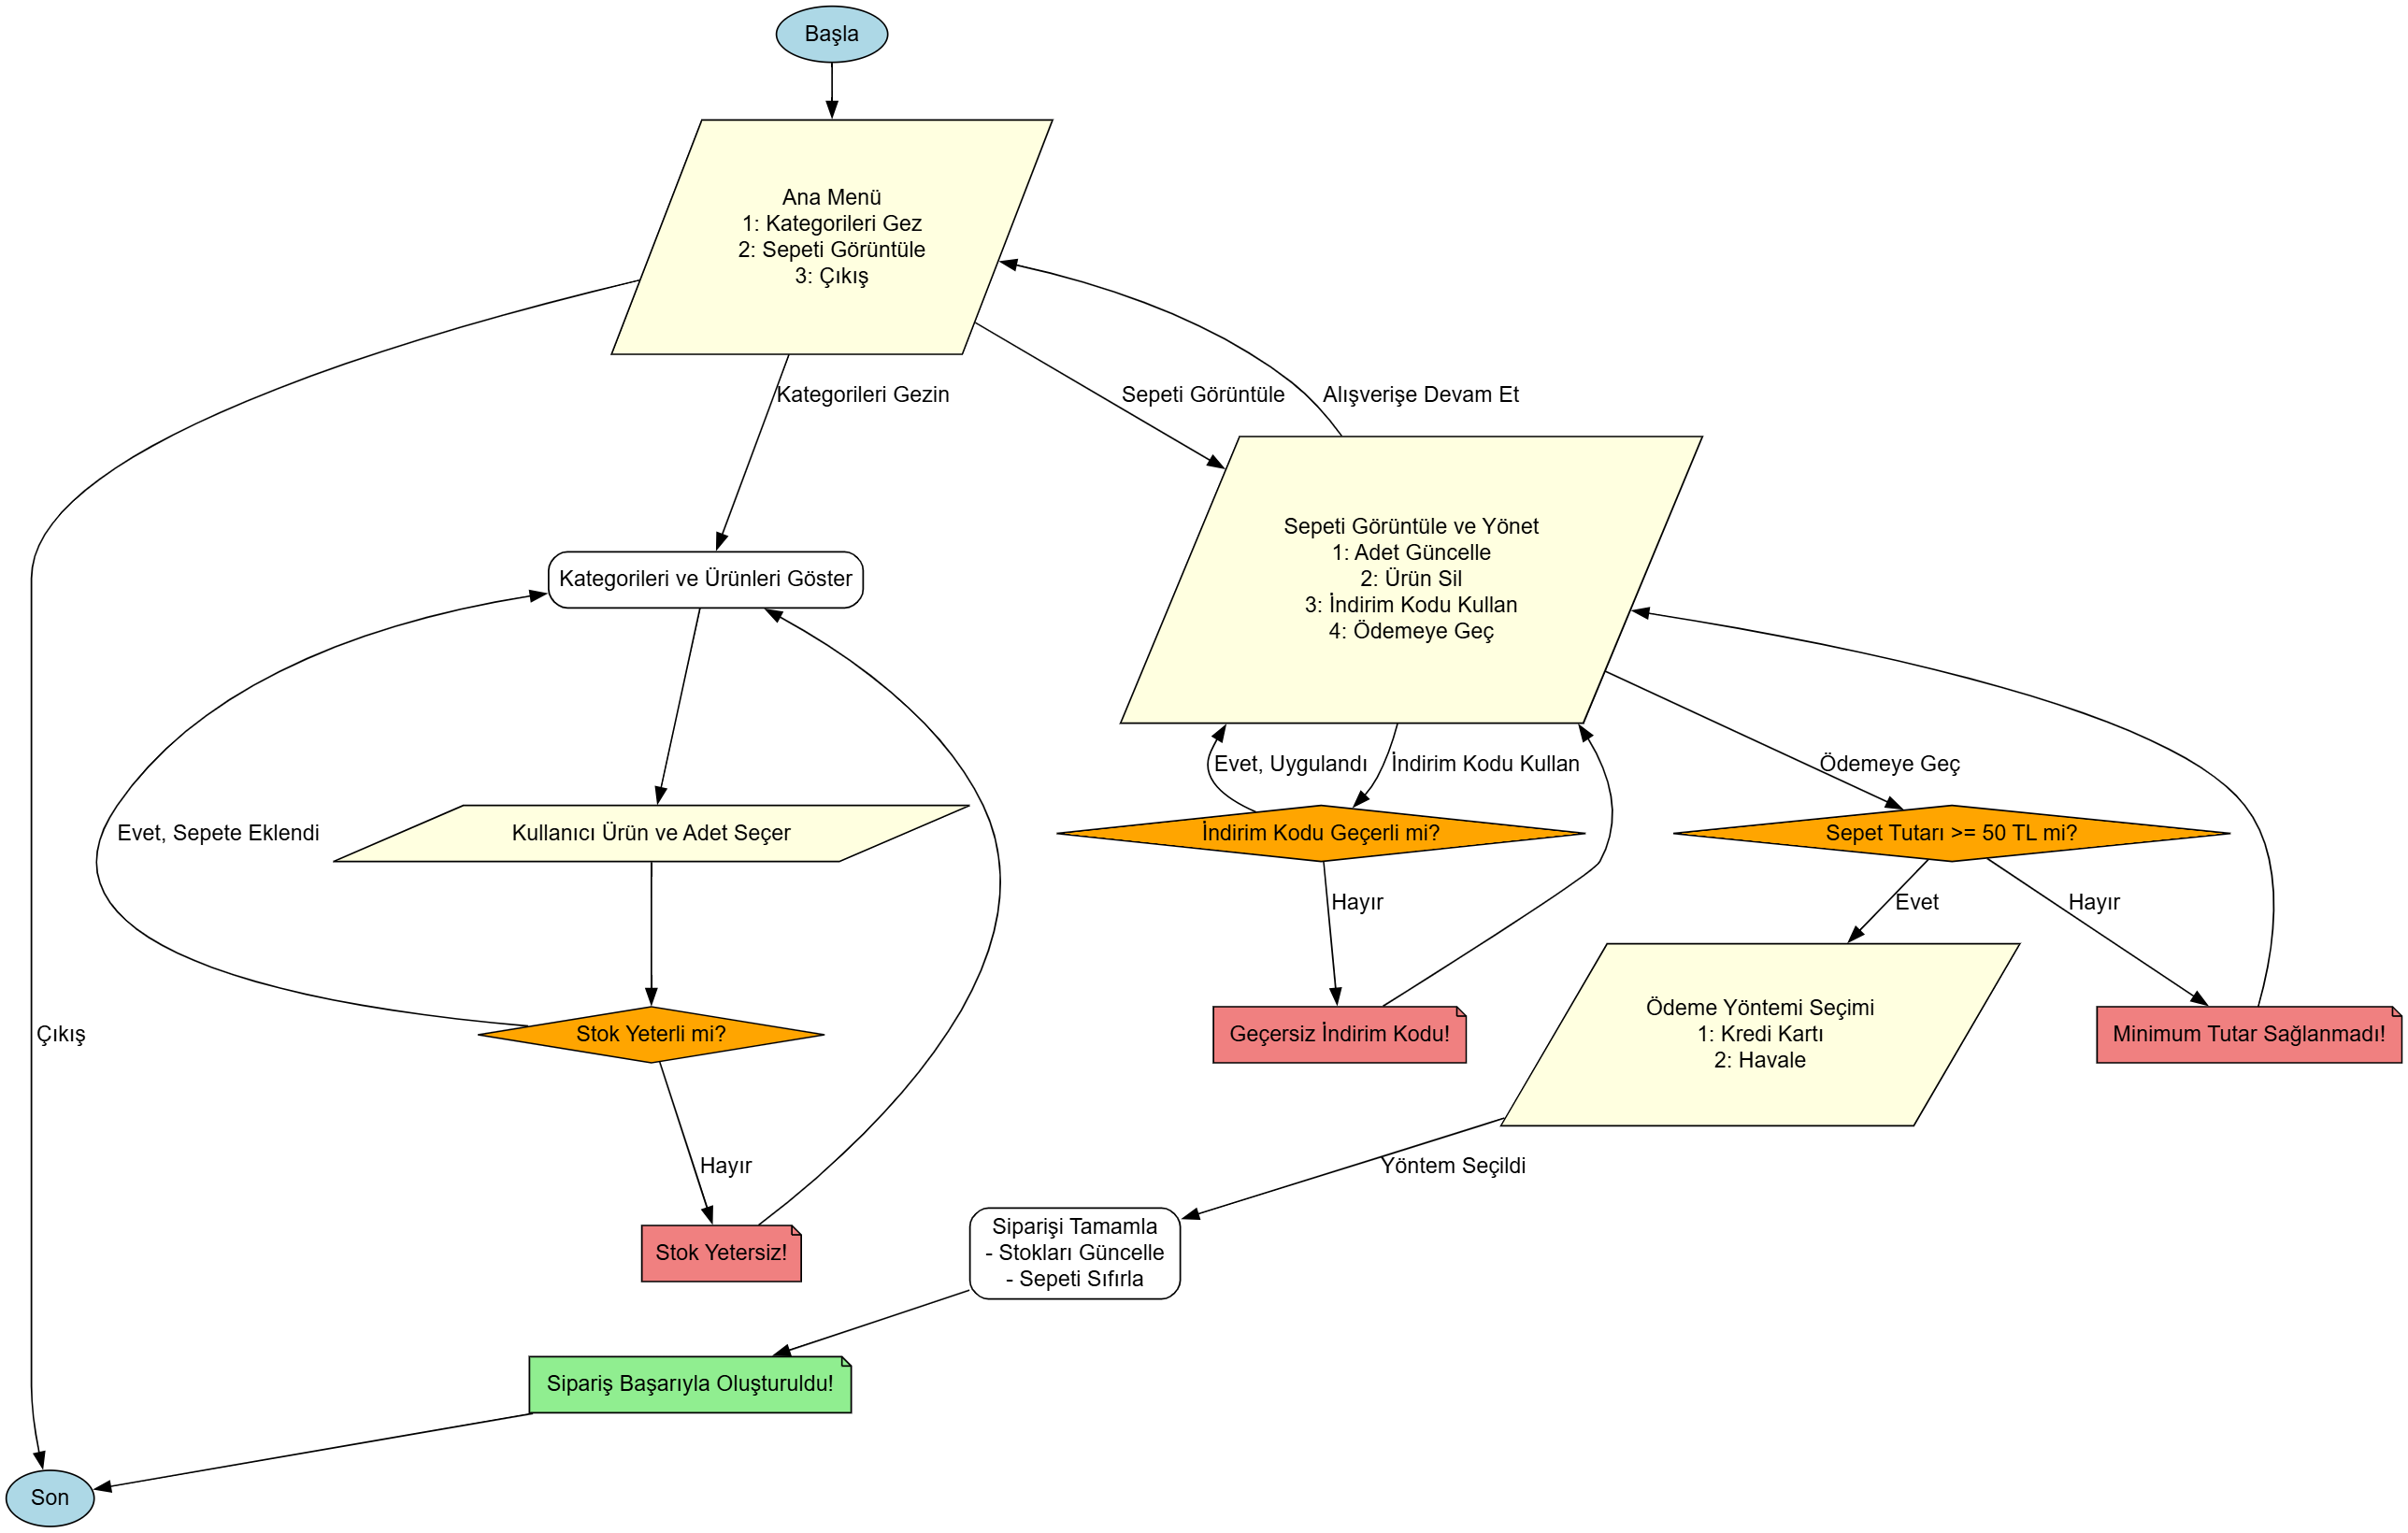 Başla
Ana Menü
1: Kategorileri Gez
2: Sepeti Görüntüle
3: Çıkış
Kategorileri Gezin
Sepeti Görüntüle
Alışverişe Devam Et
Sepeti Görüntüle ve Yönet
1: Adet Güncelle
2: Ürün Sil
3: İndirim Kodu Kullan
4: Ödemeye Geç
Kategorileri ve Ürünleri Göster
Evet, Uygulandı
İndirim Kodu Kullan
Ödemeye Geç
Evet, Sepete Eklendi
Kullanıcı Ürün ve Adet Seçer
İndirim Kodu Geçerli mi?
Sepet Tutarı >= 50 TL mi?
Hayır
Evet
Hayır
Çıkış
Stok Yeterli mi?
Geçersiz İndirim Kodu!
Ödeme Yöntemi Seçimi
1: Kredi Kartı
2: Havale
Minimum Tutar Sağlanmadı!
Hayır
Yöntem Seçildi
Stok Yetersiz!
Siparişi Tamamla
- Stokları Güncelle
- Sepeti Sıfırla
Sipariş Başarıyla Oluşturuldu!
Son